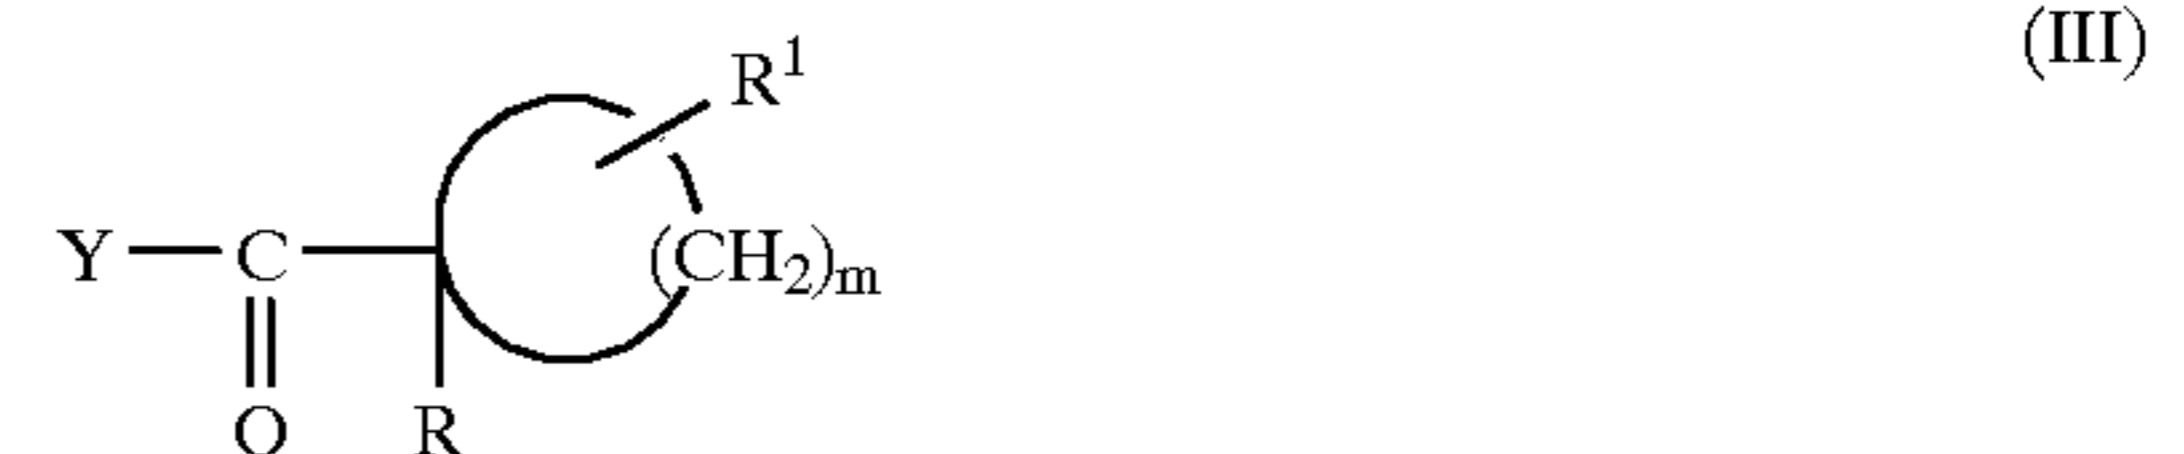 (III)
R¹
Y — C (CH₂)ₘ
O R